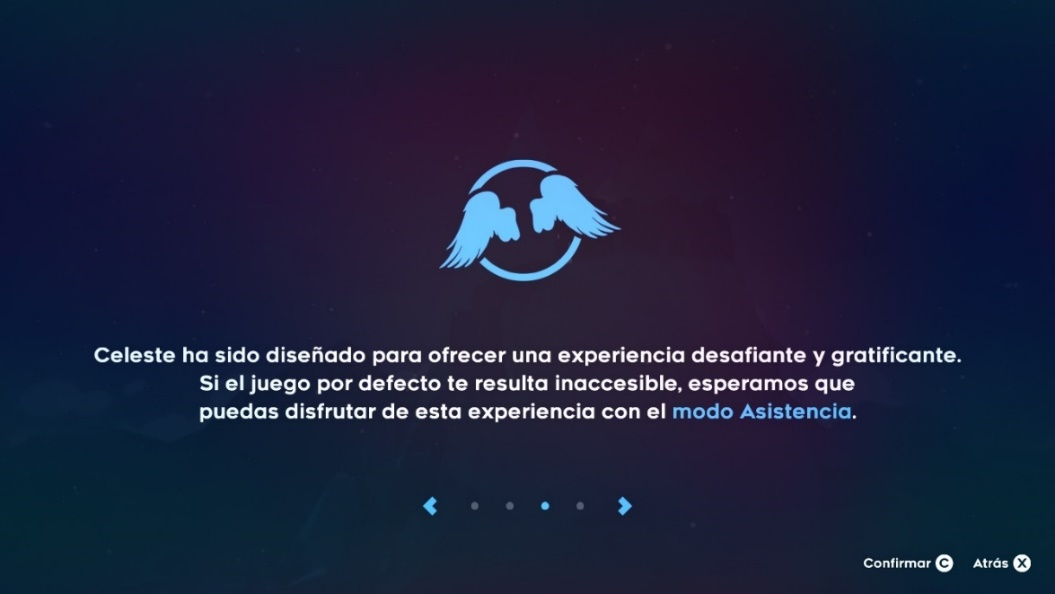 Celeste ha sido diseñado para ofrecer una experiencia desafiante y gratificante.
Si el juego por defecto te resulta inaccesible, esperamos que
puedas disfrutar de esta experiencia con el modo Asistencia.
Confirmar C Atrás X